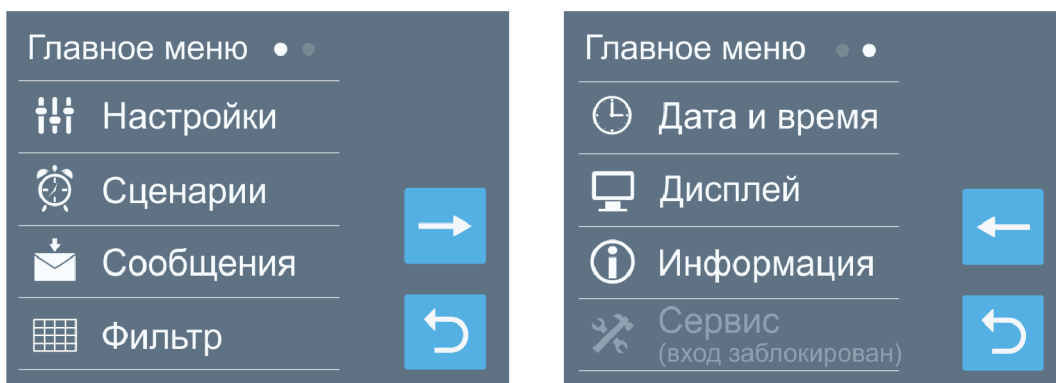 Главное меню
Настройки
Сценарии
Сообщения
Фильтр
Главное меню
Дата и время
Дисплей
Информация
Сервис
(вход заблокирован)